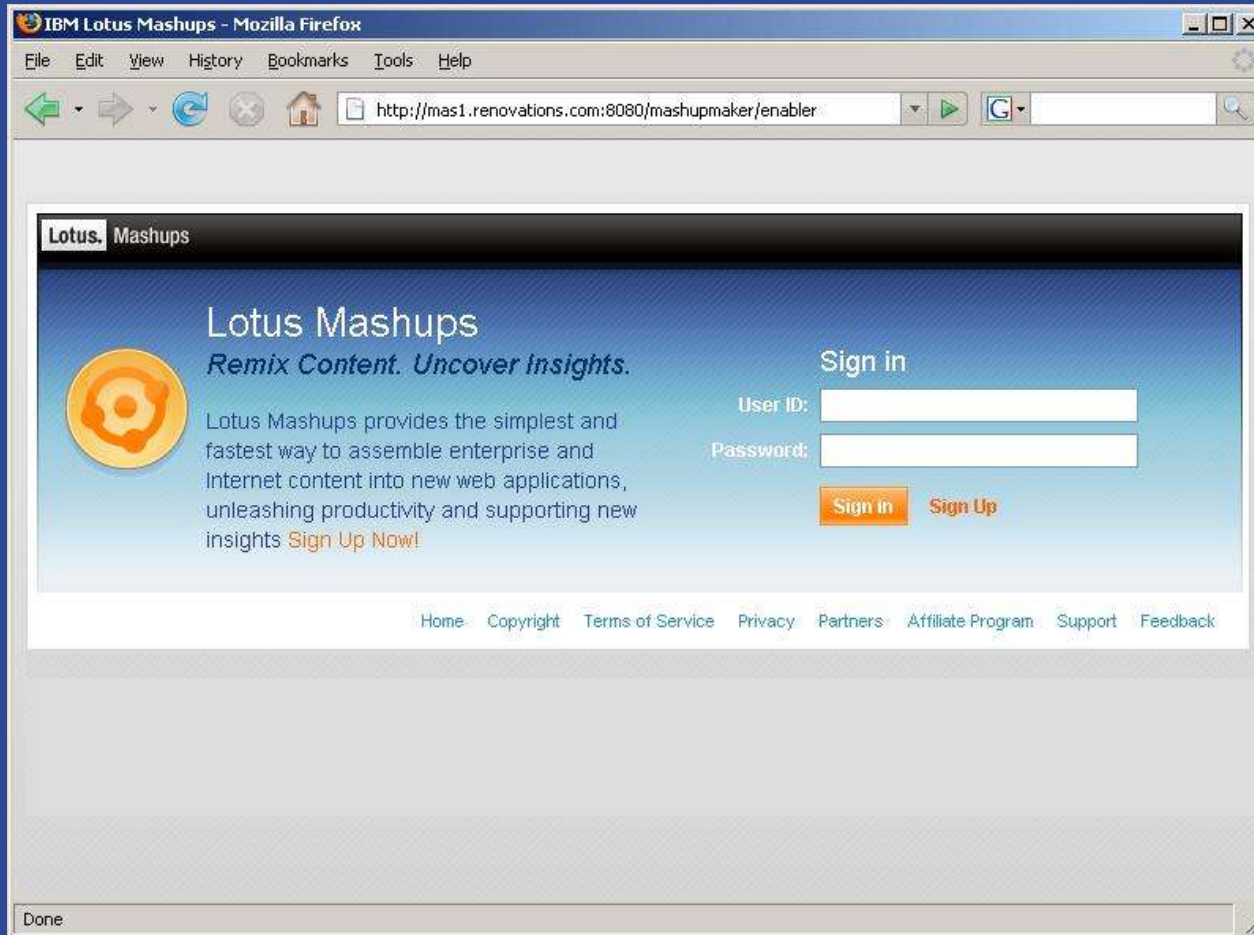 IBM Lotus Mashups - Mozilla Firefox
File Edit View History Bookmarks Tools Help
http://mas1.renovations.com:8080/mashupmaker/enabler
G
Lotus. Mashups
Lotus Mashups
Remix Content. Uncover Insights.
Lotus Mashups provides the simplest and
fastest way to assemble enterprise and
Internet content into new web applications,
unleashing productivity and supporting new
insights Sign Up Now!
Sign in
User ID:
Password:
Sign in Sign Up
Home Copyright Terms of Service Privacy Partners Affiliate Program Support Feedback
Done